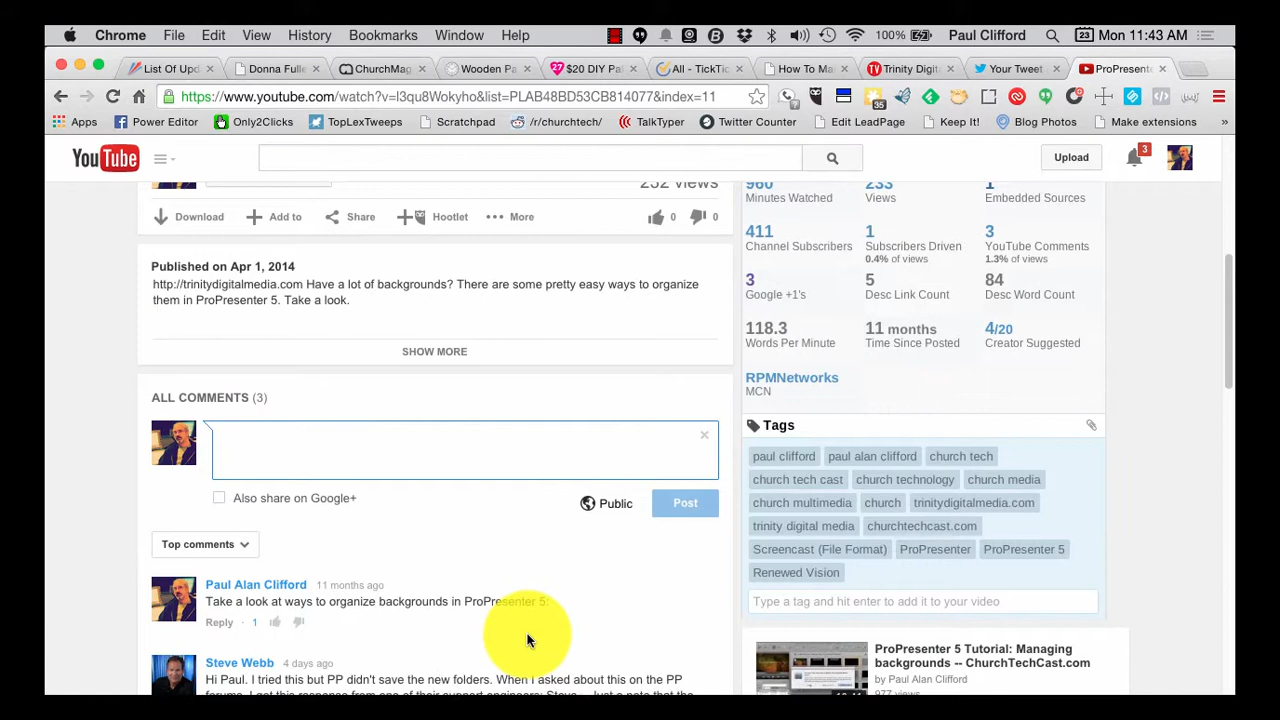 Chrome File Edit View History Bookmarks Window Help 100% Paul Clifford 23 Mon 11:43 AM
List Of Upd Donna Fulle ChurchMag Wooden Pa $20 DIY Pai All - TickTic How To Ma Trinity Digit Your Tweet ProPresente
https://www.youtube.com/watch?v=l3qu8Wokyho&list=PLAB48BD53CB814077&index=11 35
Apps Power Editor Only2Clicks TopLexTweeps Scratchpad /r/churchtech/ TalkTyper Twitter Counter Edit LeadPage Keep It! Blog Photos Make extensions »
YouTube Upload 3
252 views
Download Add to Share Hootlet More 0 0
Published on Apr 1, 2014
http://trinitydigitalmedia.com Have a lot of backgrounds? There are some pretty easy ways to organize
them in ProPresenter 5. Take a look.
SHOW MORE
ALL COMMENTS (3)
Also share on Google+ Public Post
Top comments
Paul Alan Clifford 11 months ago
Take a look at ways to organize backgrounds in ProPresenter 5:
Reply · 1
Steve Webb 4 days ago
Hi Paul. I tried this but PP didn't save the new folders. When I asked about this on the PP
960 233 1
Minutes Watched Views Embedded Sources
411 1 3
Channel Subscribers Subscribers Driven YouTube Comments
0.4% of views 1.3% of views
3 5 84
Google +1's Desc Link Count Desc Word Count
118.3 11 months 4/20
Words Per Minute Time Since Posted Creator Suggested
RPMNetworks
MCN
Tags
paul clifford paul alan clifford church tech
church tech cast church technology church media
church multimedia church trinitydigitalmedia.com
trinity digital media churchtechcast.com
Screencast (File Format) ProPresenter ProPresenter 5
Renewed Vision
Type a tag and hit enter to add it to your video
ProPresenter 5 Tutorial: Managing
backgrounds -- ChurchTechCast.com
by Paul Alan Clifford
977 views